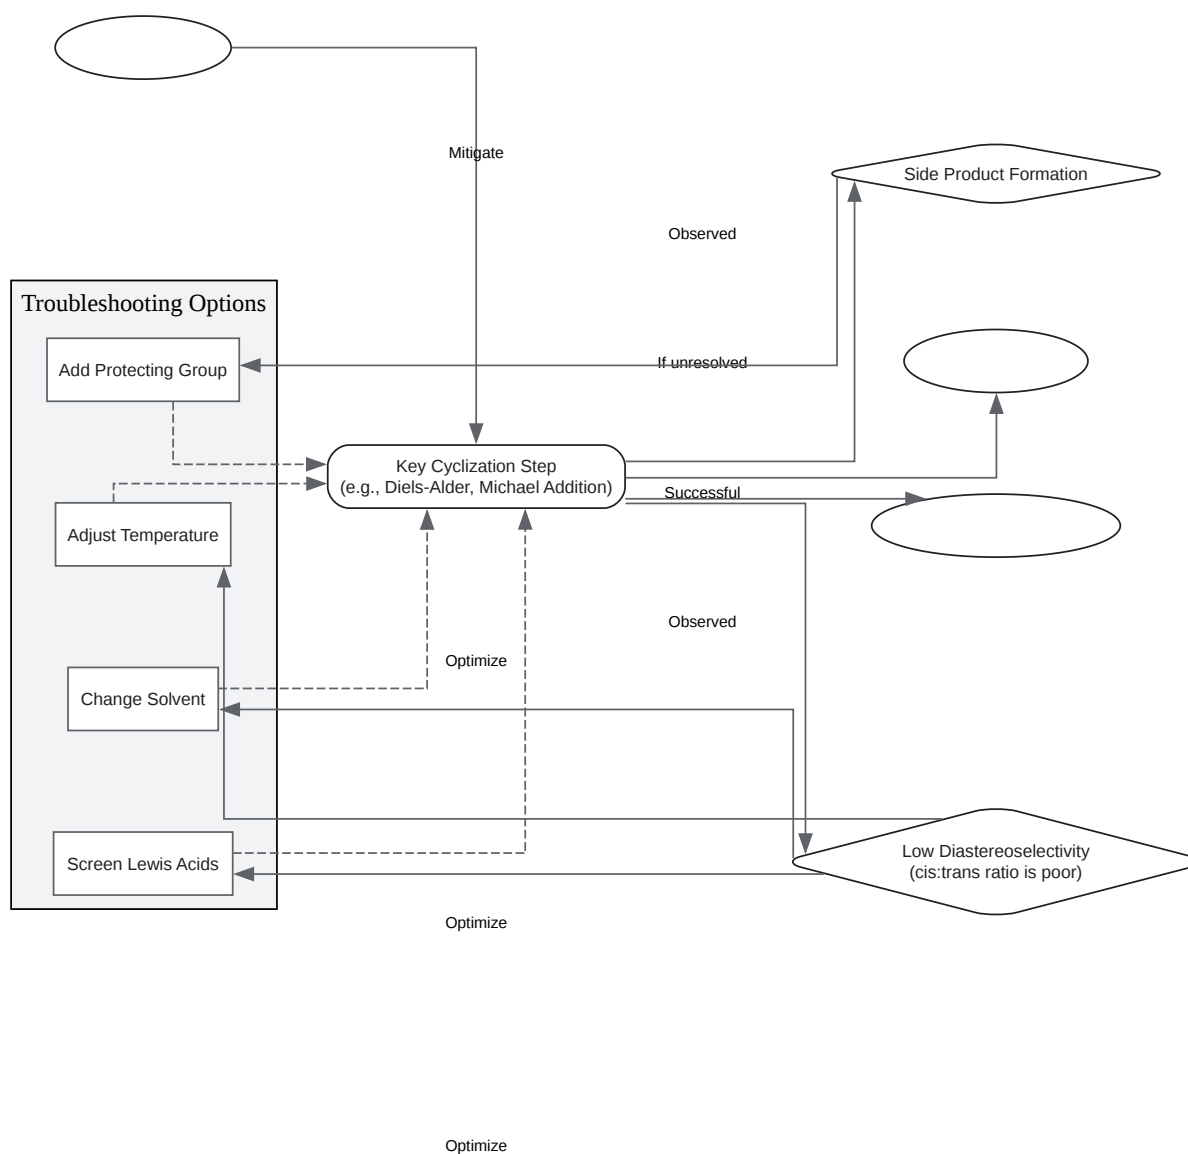 Mitigate
Side Product Formation
Observed
Troubleshooting Options
If unresolved
Add Protecting Group
Key Cyclization Step
(e.g., Diels-Alder, Michael Addition)
Successful
Adjust Temperature
Observed
Optimize
Change Solvent
Low Diastereoselectivity
(cis:trans ratio is poor)
Screen Lewis Acids
Optimize
Optimize